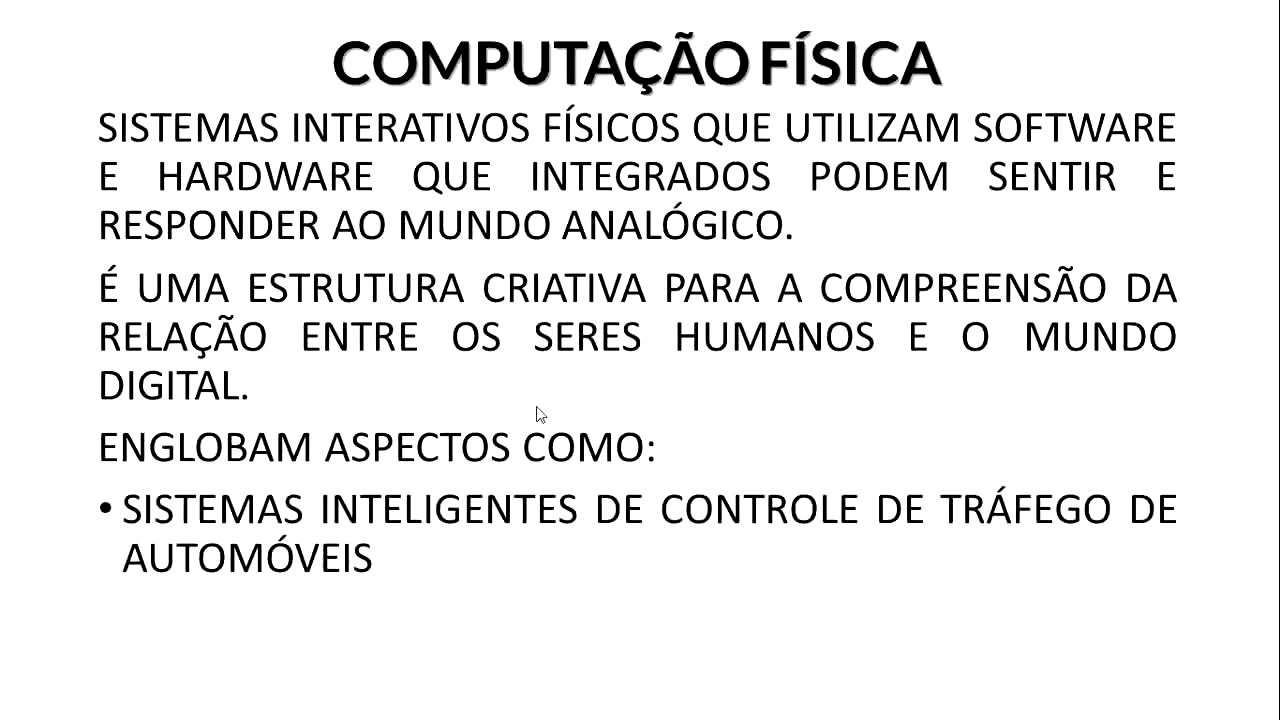 COMPUTAÇÃO FÍSICA
SISTEMAS INTERATIVOS FÍSICOS QUE UTILIZAM SOFTWARE
E HARDWARE QUE INTEGRADOS PODEM SENTIR E
RESPONDER AO MUNDO ANALÓGICO.
É UMA ESTRUTURA CRIATIVA PARA A COMPREENSÃO DA
RELAÇÃO ENTRE OS SERES HUMANOS E O MUNDO
DIGITAL.
ENGLOBAM ASPECTOS COMO:
• SISTEMAS INTELIGENTES DE CONTROLE DE TRÁFEGO DE
AUTOMÓVEIS